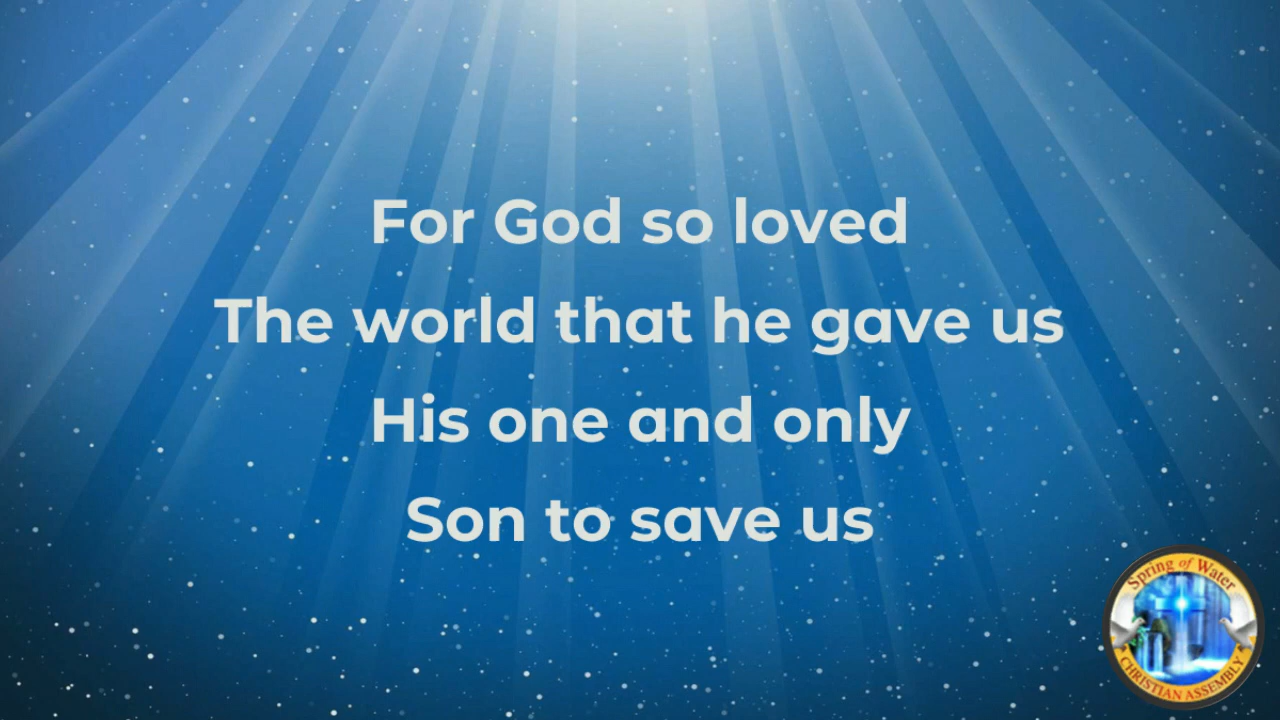 For God so loved
The world that he gave us
His one and only
Son to save us
Spring of Water
CHRISTIAN ASSEMBLY